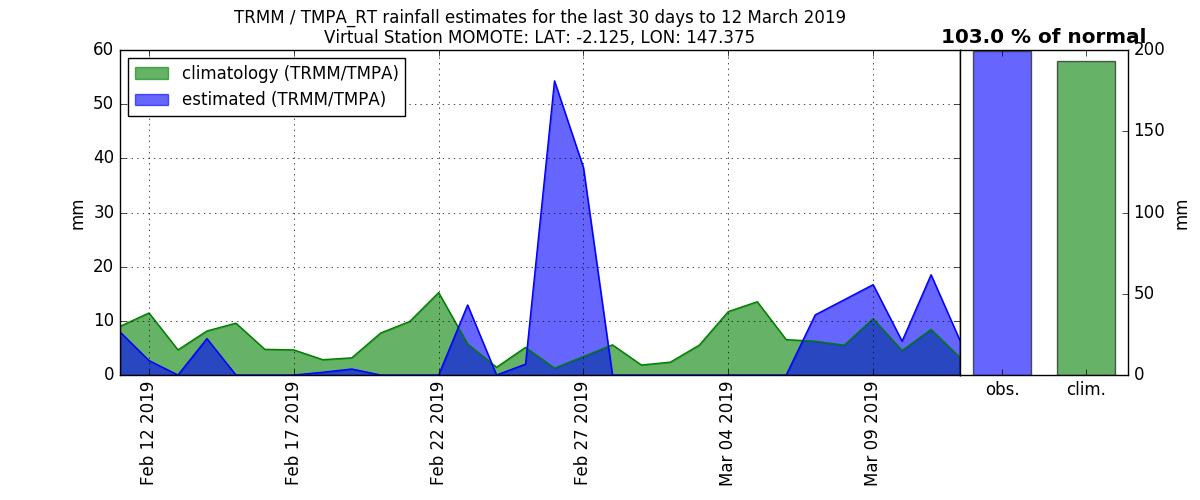 TRMM / TMPA_RT rainfall estimates for the last 30 days to 12 March 2019
Virtual Station MOMOTE: LAT: -2.125, LON: 147.375
103.0 % of normal
climatology (TRMM/TMPA)
estimated (TRMM/TMPA)
60
50
40
30
20
10
0
mm
200
150
100
50
0
mm
Feb 12 2019
Feb 17 2019
Feb 22 2019
Feb 27 2019
Mar 04 2019
Mar 09 2019
obs.
clim.